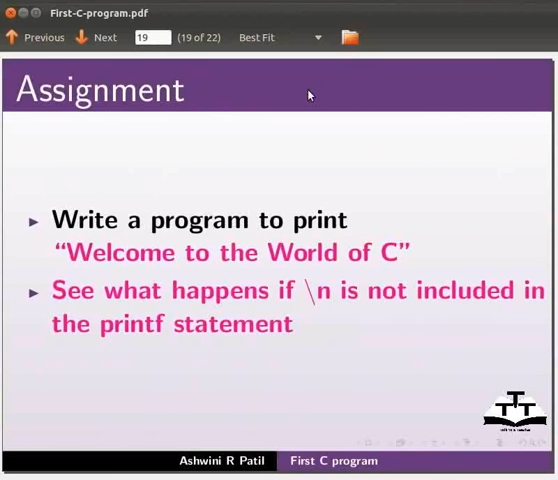 First-C-program.pdf
Previous Next 19 (19 of 22) Best Fit
Assignment
Write a program to print
“Welcome to the World of C”
See what happens if \n is not included in
the printf statement
Ashwini R Patil First C program